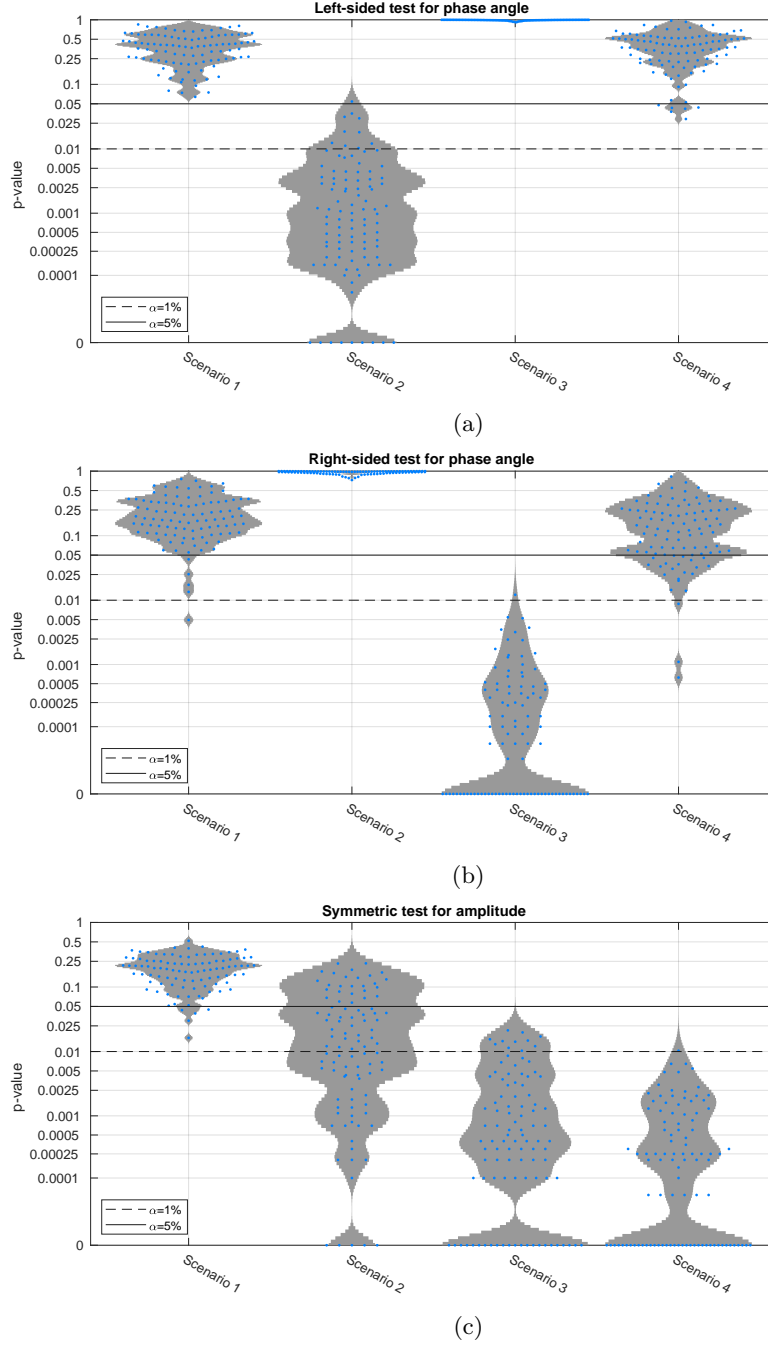 Left-sided test for phase angle
1
0.5
0.25
0.1
0.05
0.025
0.01
0.005
0.0025
0.001
0.0005
0.00025
0.0001
0
p-value
α=1%
α=5%
Scenario 1
Scenario 2
Scenario 3
Scenario 4
(a)
Right-sided test for phase angle
1
0.5
0.25
0.1
0.05
0.025
0.01
0.005
0.0025
0.001
0.0005
0.00025
0.0001
0
p-value
α=1%
α=5%
Scenario 1
Scenario 2
Scenario 3
Scenario 4
(b)
Symmetric test for amplitude
1
0.5
0.25
0.1
0.05
0.025
0.01
0.005
0.0025
0.001
0.0005
0.00025
0.0001
0
p-value
α=1%
α=5%
Scenario 1
Scenario 2
Scenario 3
Scenario 4
(c)